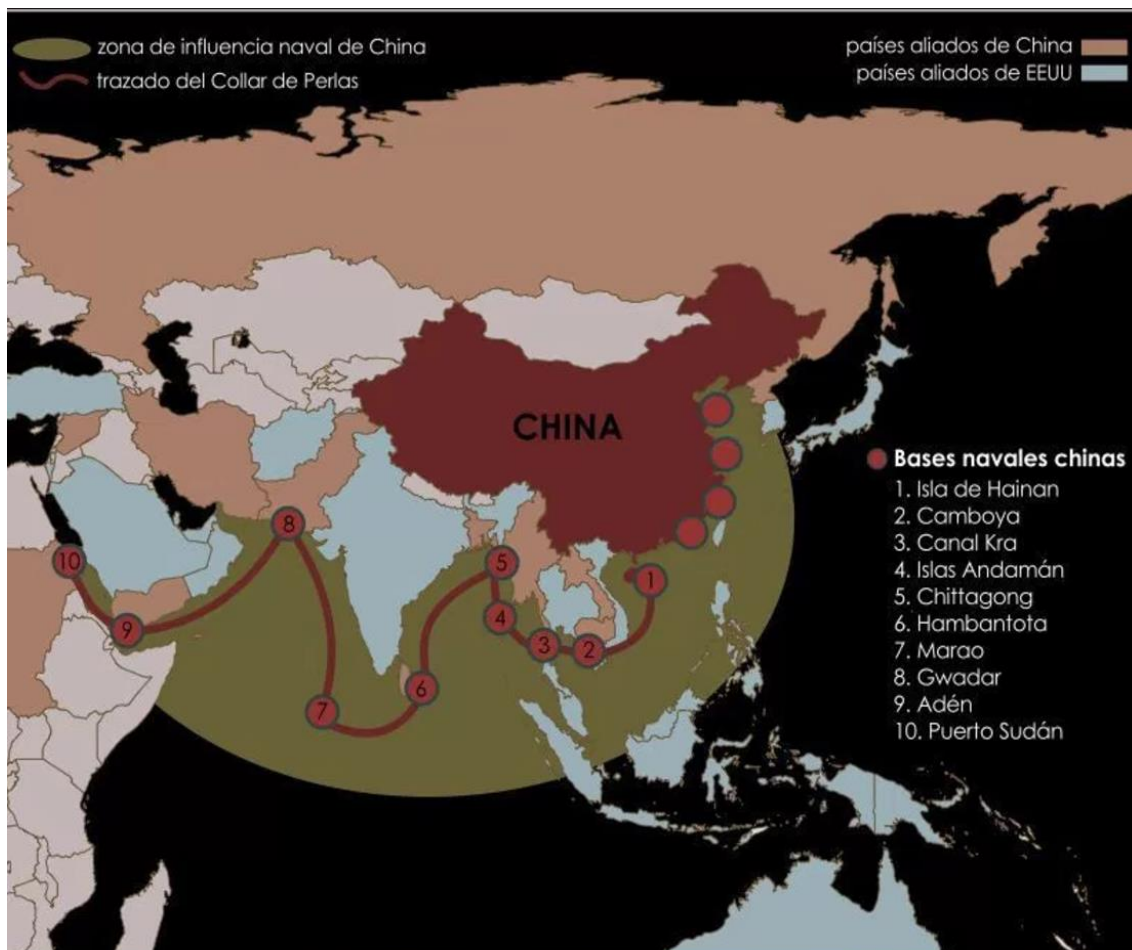 zona de influencia naval de China
trazado del Collar de Perlas
países aliados de China
países aliados de EEUU
CHINA
Bases navales chinas
1. Isla de Hainan
2. Camboya
3. Canal Kra
4. Islas Andamán
5. Chittagong
6. Hambantota
7. Marao
8. Gwadar
9. Adén
10. Puerto Sudán
8
10
5
1
4
9
3
2
6
7